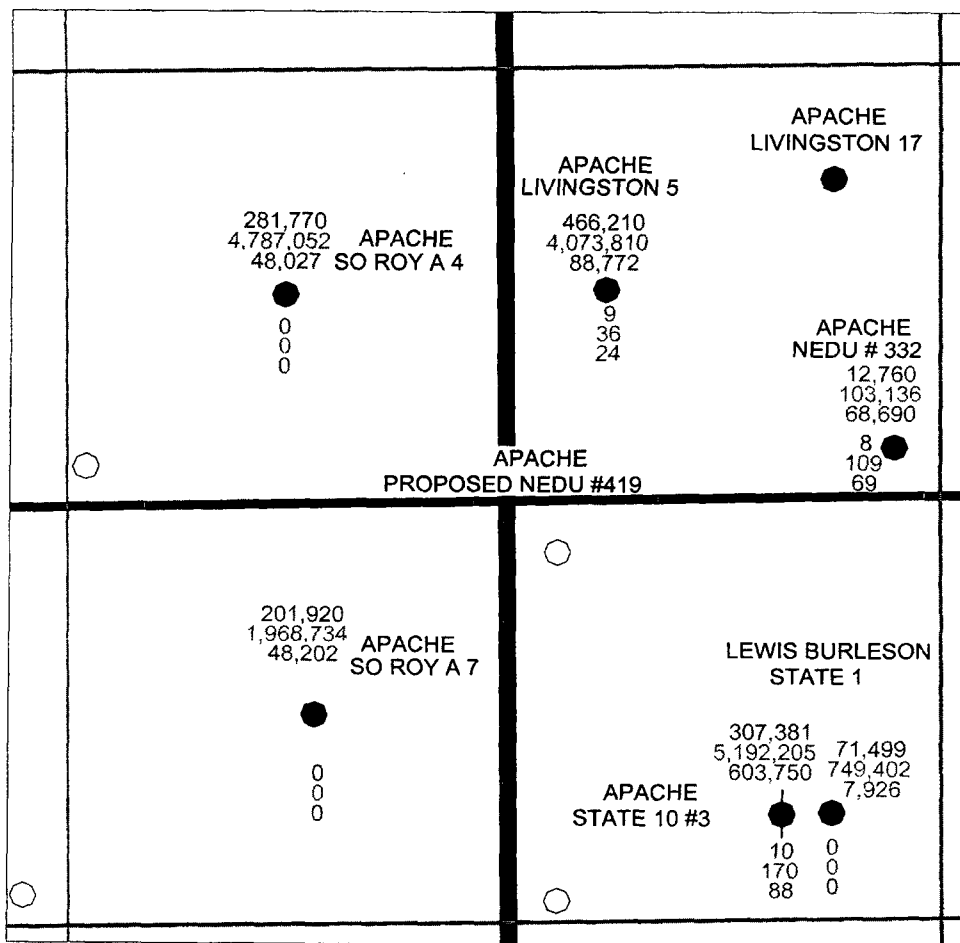 APACHE
LIVINGSTON 17
APACHE
LIVINGSTON 5
281,770
4,787,052
48,027
APACHE
SO ROY A 4
0
0
0
466,210
4,073,810
88,772
9
36
24
APACHE
NEDU # 332
12,760
103,136
68,690
8
109
69
APACHE
PROPOSED NEDU #419
201,920
1,968,734
48,202
APACHE
SO ROY A 7
0
0
0
LEWIS BURLESON
STATE 1
307,381
5,192,205
603,750
71,499
749,402
7,926
APACHE
STATE 10 #3
10
170
88
0
0
0